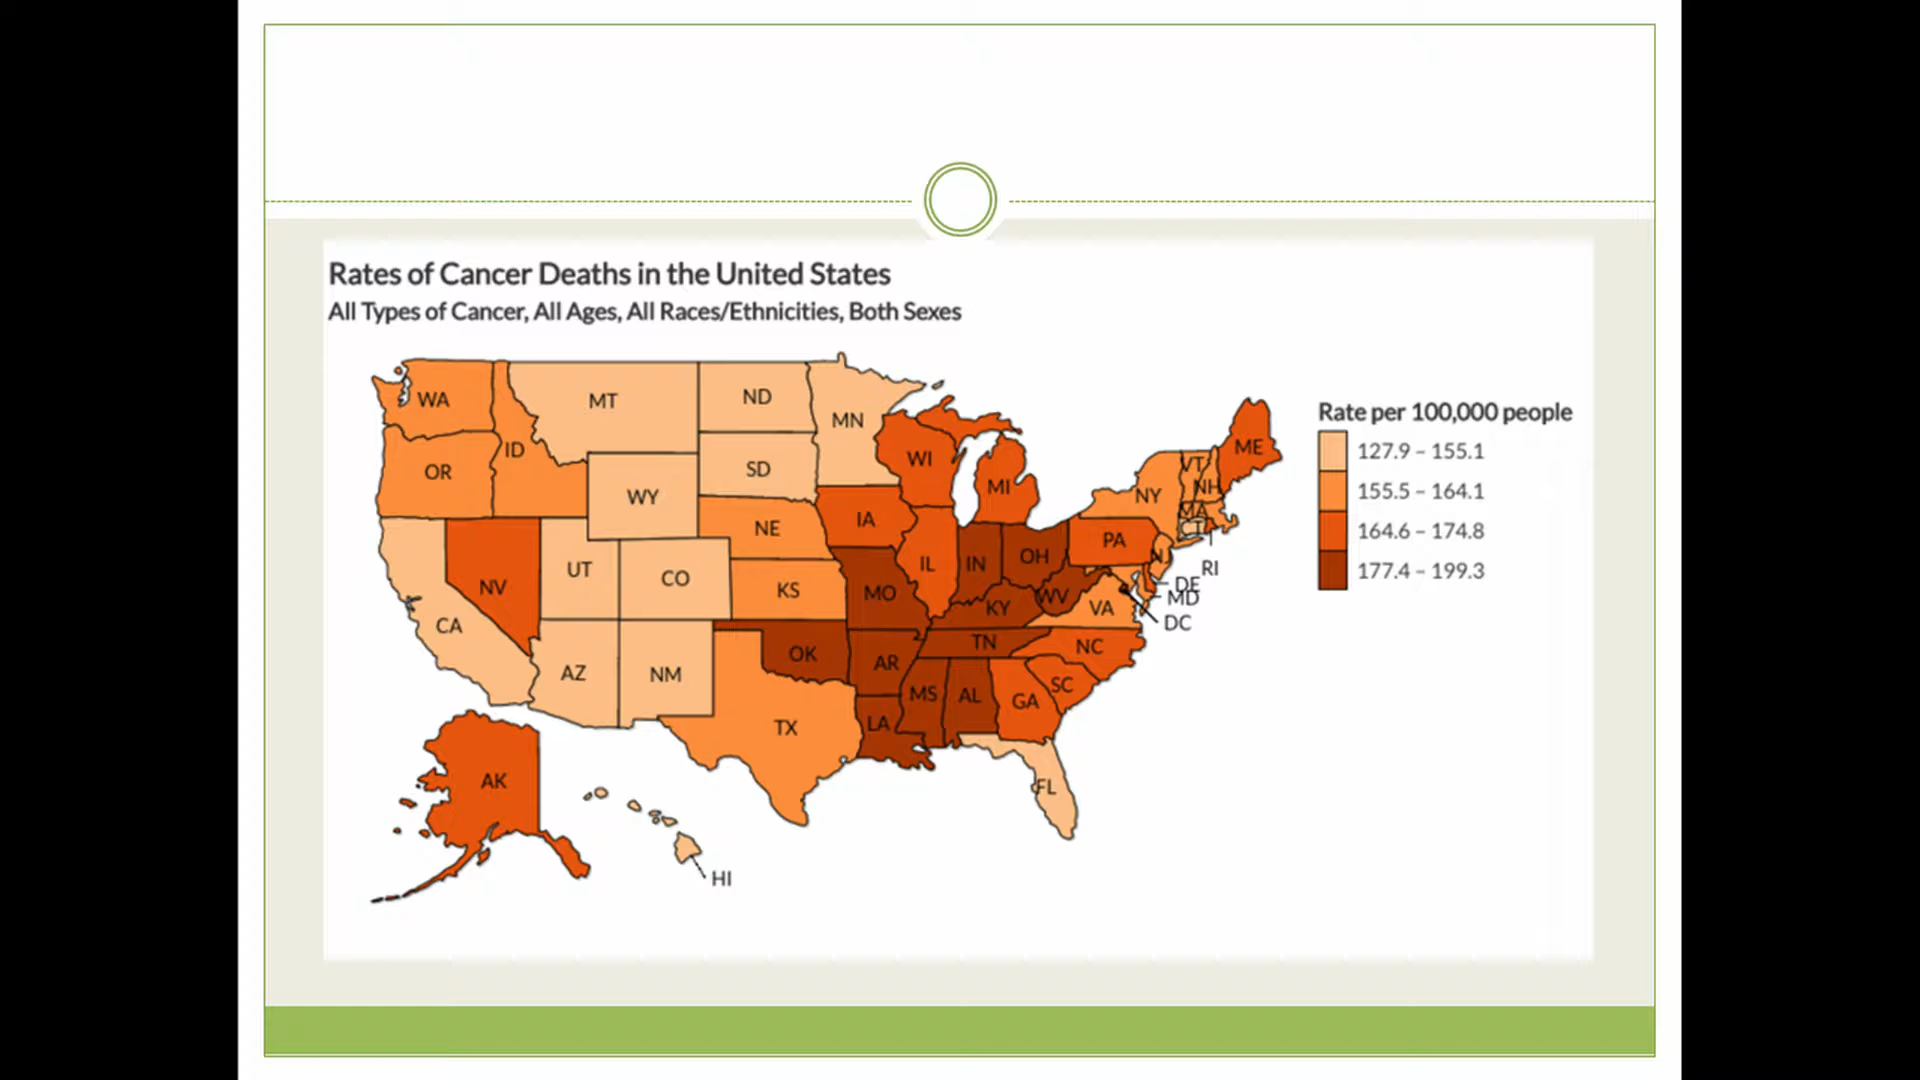 Rates of Cancer Deaths in the United States
All Types of Cancer, All Ages, All Races/Ethnicities, Both Sexes
WA
MT
ND
MN
OR
ID
SD
WI
MI
ME
VT
NH
WY
NY
MA
CT
RI
NE
IA
PA
NJ
NV
UT
CO
KS
MO
IL
IN
OH
WV
VA
DE
MD
DC
CA
KY
AZ
NM
OK
AR
TN
NC
SC
TX
LA
MS
AL
GA
FL
AK
HI
Rate per 100,000 people
127.9 – 155.1
155.5 – 164.1
164.6 – 174.8
177.4 – 199.3